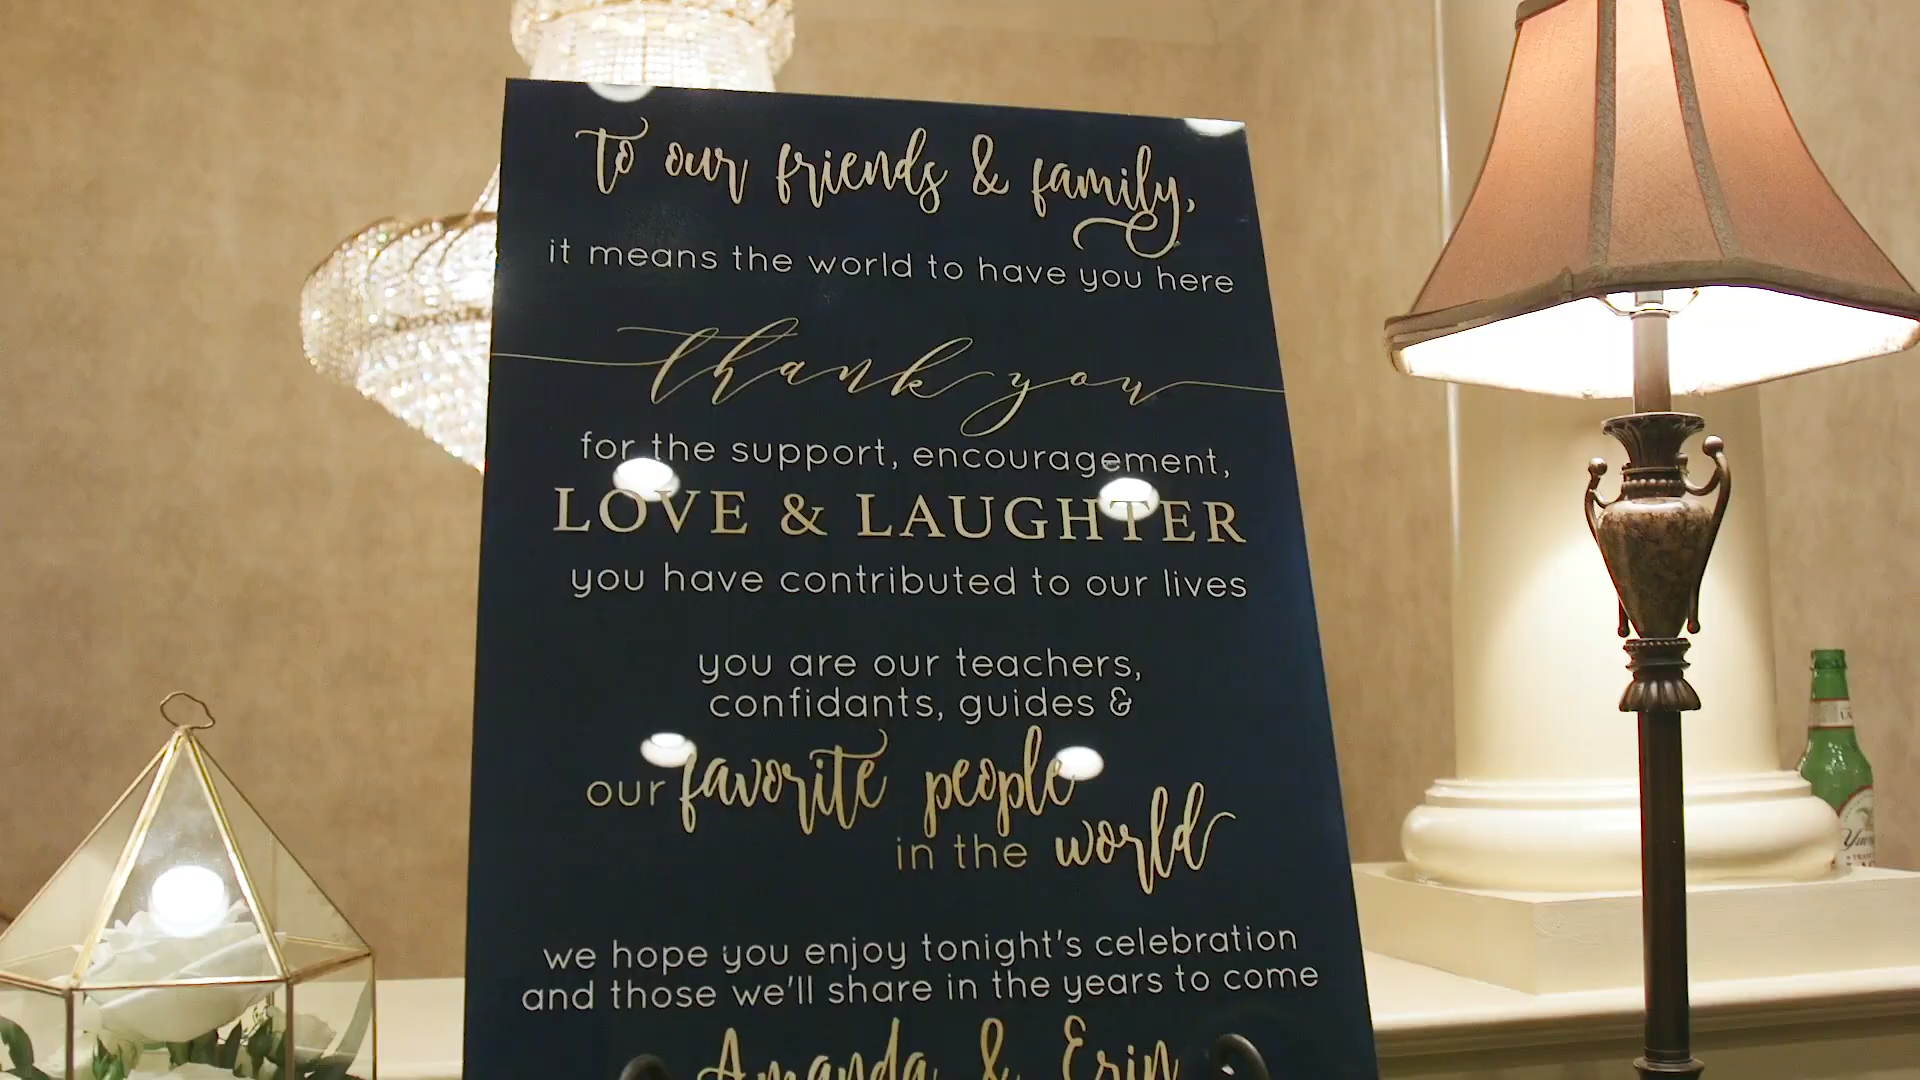 to our friends & family,
it means the world to have you here
thank you
for the support, encouragement,
LOVE & LAUGHTER
you have contributed to our lives
you are our teachers,
confidants, guides &
our favorite people
in the world
we hope you enjoy tonight's celebration
and those we'll share in the years to come
Amanda & Erin